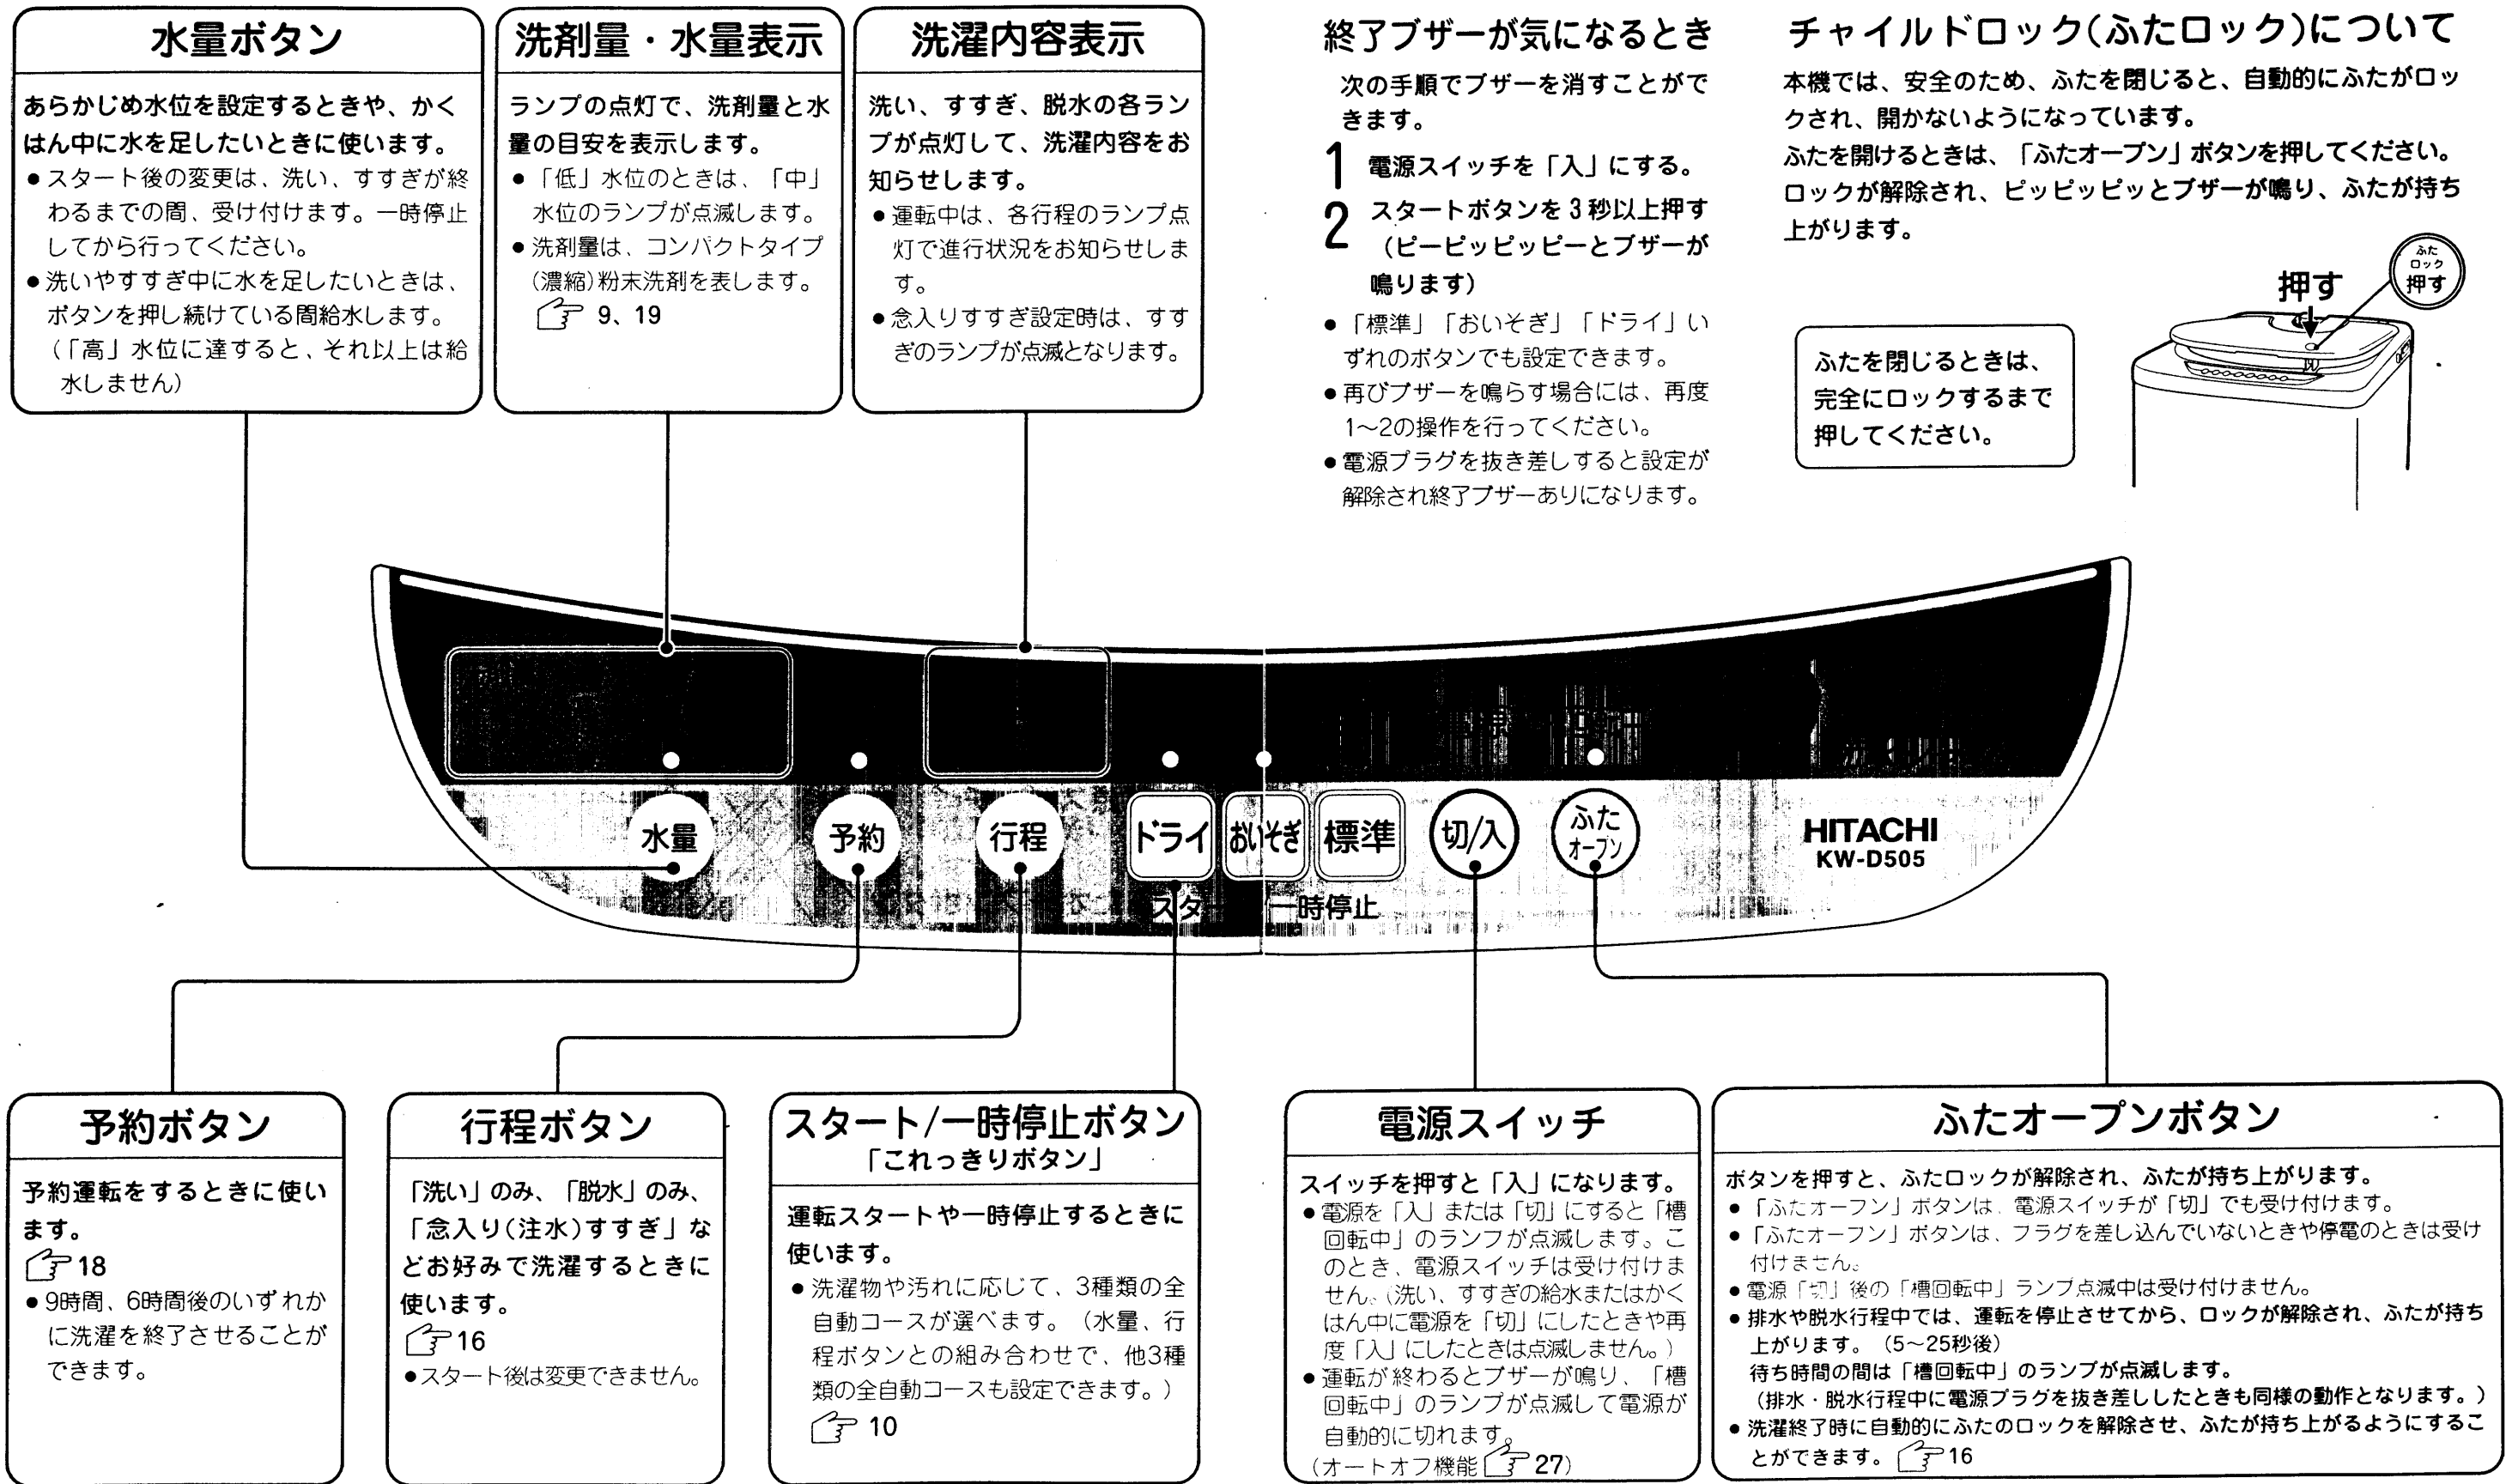 水量ボタン
あらかじめ水位を設定するときや、かく
はん中に水を足したいときに使います。
●スタート後の変更は、洗い、すすぎが終
わるまでの間、受け付けます。一時停止
してから行ってください。
●洗いやすすぎ中に水を足したいときは、
ボタンを押し続けている間給水します。
(「高」水位に達すると、それ以上は給
水しません)
洗剤量・水量表示
ランプの点灯で、洗剤量と水
量の目安を表示します。
●「低」水位のときは、「中」
水位のランプが点滅します。
●洗剤量は、コンパクトタイプ
(濃縮)粉末洗剤を表します。
9、19
洗濯内容表示
洗い、すすぎ、脱水の各ラン
プが点灯して、洗濯内容をお
知らせします。
●運転中は、各行程のランプ点
灯で進行状況をお知らせしま
す。
●念入りすすぎ設定時は、すす
ぎのランプが点滅となります。
終了ブザーが気になるとき
次の手順でブザーを消すことがで
きます。
1 電源スイッチを「入」にする。
2 スタートボタンを3秒以上押す
(ピーピッピッピーとブザーが
鳴ります)
●「標準」「おいそぎ」「ドライ」い
ずれのボタンでも設定できます。
●再びブザーを鳴らす場合には、再度
1〜2の操作を行ってください。
●電源プラグを抜き差しすると設定が
解除され終了ブザーありになります。
チャイルドロック(ふたロック)について
本機では、安全のため、ふたを閉じると、自動的にふたがロッ
クされ、開かないようになっています。
ふたを開けるときは、「ふたオープン」ボタンを押してください。
ロックが解除され、ピッピッピッとブザーが鳴り、ふたが持ち
上がります。
ふたを閉じるときは、
完全にロックするまで
押してください。
押す
ふた
ロック
押す
水量
予約
行程
ドライ
おいそぎ
標準
切/入
ふた
オープン
スター /一時停止
HITACHI
KW-D505
予約ボタン
予約運転をするときに使い
ます。
18
●9時間、6時間後のいずれか
に洗濯を終了させることが
できます。
行程ボタン
「洗い」のみ、「脱水」のみ、
「念入り(注水)すすぎ」な
どお好みで洗濯するときに
使います。
16
●スタート後は変更できません。
スタート/一時停止ボタン
「これっきりボタン」
運転スタートや一時停止するときに
使います。
●洗濯物や汚れに応じて、3種類の全
自動コースが選べます。(水量、行
程ボタンとの組み合わせで、他3種
類の全自動コースも設定できます。)
10
電源スイッチ
スイッチを押すと「入」になります。
●電源を「入」または「切」にすると「槽
回転中」のランプが点滅します。こ
のとき、電源スイッチは受け付けま
せん。(洗い、すすぎの給水またはかく
はん中に電源を「切」にしたときや再
度「入」にしたときは点滅しません。)
●運転が終わるとブザーが鳴り、「槽
回転中」のランプが点滅して電源が
自動的に切れます。
(オートオフ機能 27)
ふたオープンボタン
ボタンを押すと、ふたロックが解除され、ふたが持ち上がります。
●「ふたオープン」ボタンは、電源スイッチが「切」でも受け付けます。
●「ふたオープン」ボタンは、プラグを差し込んでいないときや停電のときは受け
付けません。
●電源「切」後の「槽回転中」ランプ点滅中は受け付けません。
●排水や脱水行程中では、運転を停止させてから、ロックが解除され、ふたが持ち
上がります。(5〜25秒後)
待ち時間の間は「槽回転中」のランプが点滅します。
(排水・脱水行程中に電源プラグを抜き差ししたときも同様の動作となります。)
●洗濯終了時に自動的にふたのロックを解除させ、ふたが持ち上がるようにするこ
とができます。 16